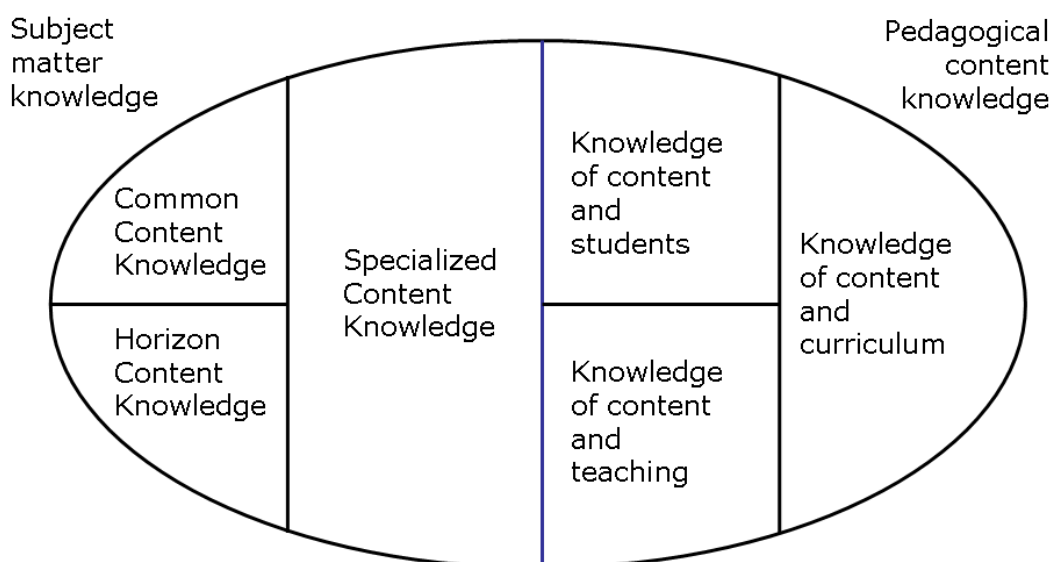 Subject
matter
knowledge
Pedagogical
content
knowledge
Common
Content
Knowledge
Horizon
Content
Knowledge
Specialized
Content
Knowledge
Knowledge
of content
and
students
Knowledge
of content
and
teaching
Knowledge
of content
and
curriculum